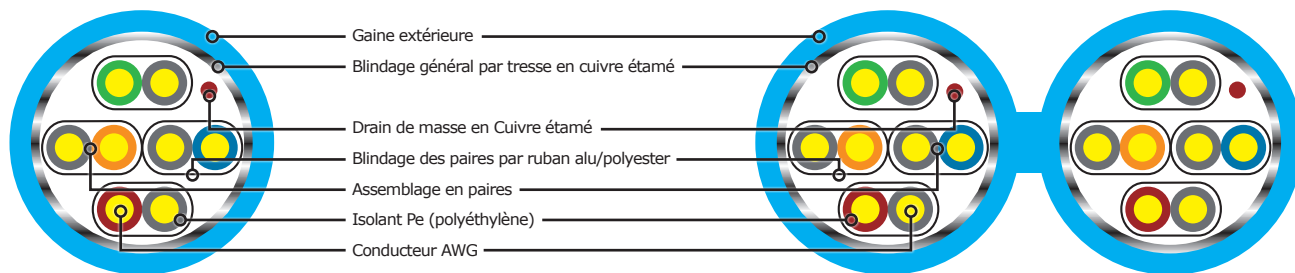 Gaine extérieure
Blindage général par tresse en cuivre étamé
Drain de masse en Cuivre étamé
Blindage des paires par ruban alu/polyester
Assemblage en paires
Isolant Pe (polyéthylène)
Conducteur AWG